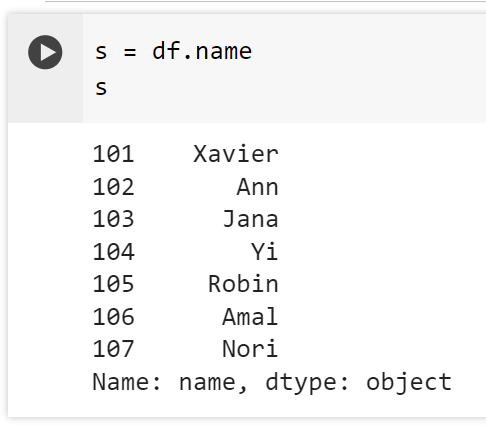 s = df.name
s
101    Xavier
102       Ann
103      Jana
104        Yi
105     Robin
106      Amal
107      Nori
Name: name, dtype: object